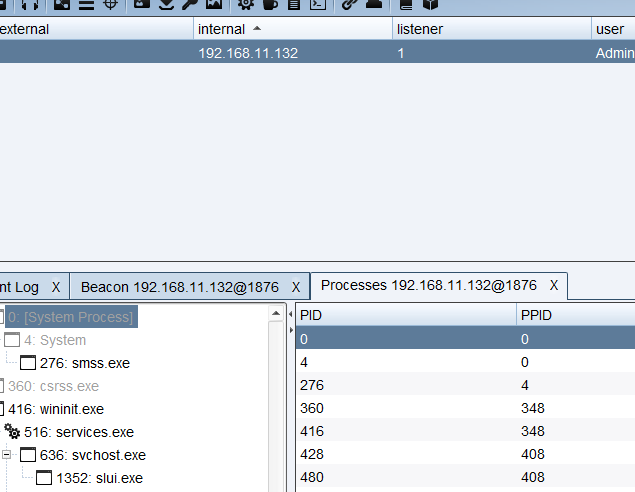 external internal listener user
192.168.11.132 1 Admin
nt Log X Beacon 192.168.11.132@1876 X Processes 192.168.11.132@1876 X
0: [System Process]
4: System
276: smss.exe
360: csrss.exe
416: wininit.exe
516: services.exe
636: svchost.exe
1352: slui.exe
PID PPID
0 0
4 0
276 4
360 348
416 348
428 408
480 408